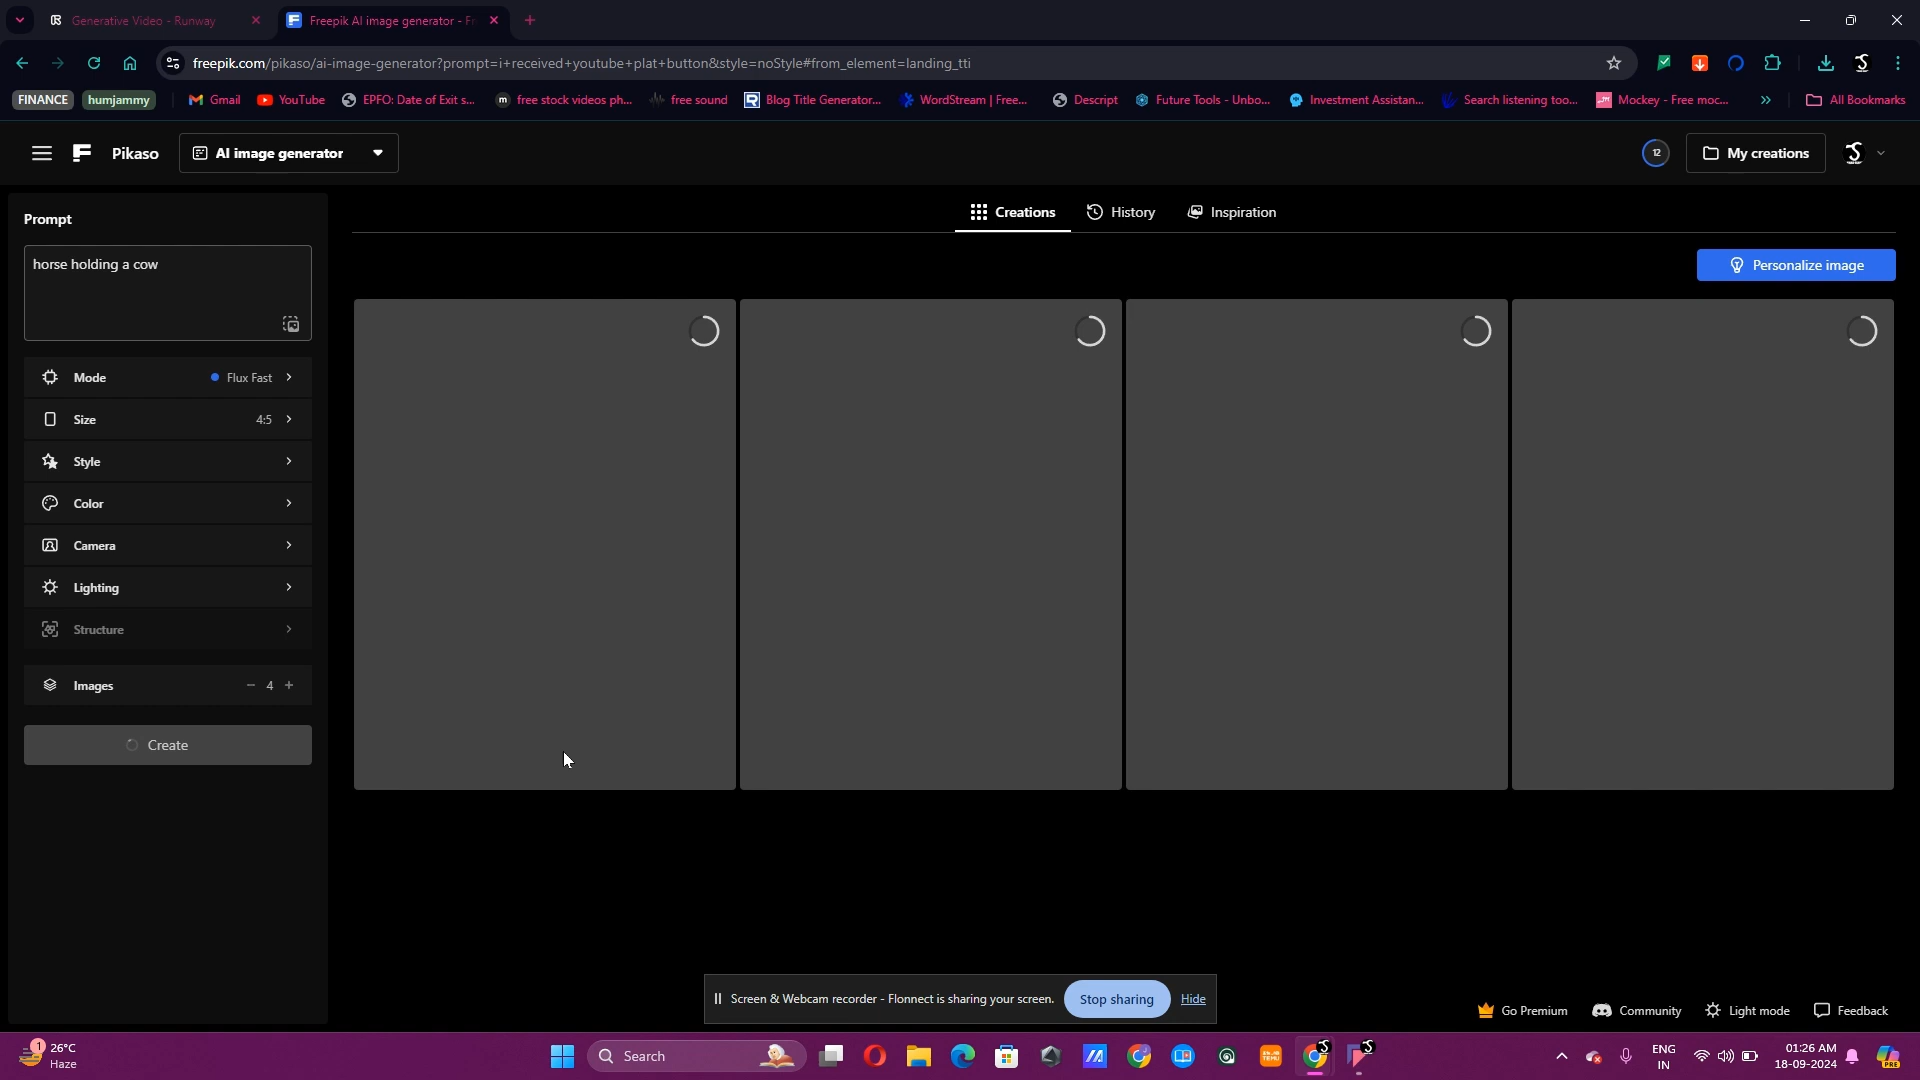 Generative Video - Runway
Freepik AI image generator - F
freepik.com/pikaso/ai-image-generator?prompt=i+received+youtube+plat+button&style=noStyle#from_element=landing_tti
FINANCE
humjammy
Gmail
YouTube
EPFO: Date of Exit s...
free stock videos ph...
free sound
Blog Title Generator...
WordStream | Free...
Descript
Future Tools - Unbo...
Investment Assistan...
Search listening too...
Mockey - Free moc...
»
All Bookmarks
Pikaso
AI image generator
12
My creations
Prompt
Creations
History
Inspiration
horse holding a cow
Personalize image
Mode
Flux Fast
Size
4:5
Style
Color
Camera
Lighting
Structure
Images
− 4 +
Create
Screen & Webcam recorder - Flonnect is sharing your screen.
Stop sharing
Hide
Go Premium
Community
Light mode
Feedback
1
26°C
Haze
Search
ENG
IN
01:26 AM
18-09-2024
PRE